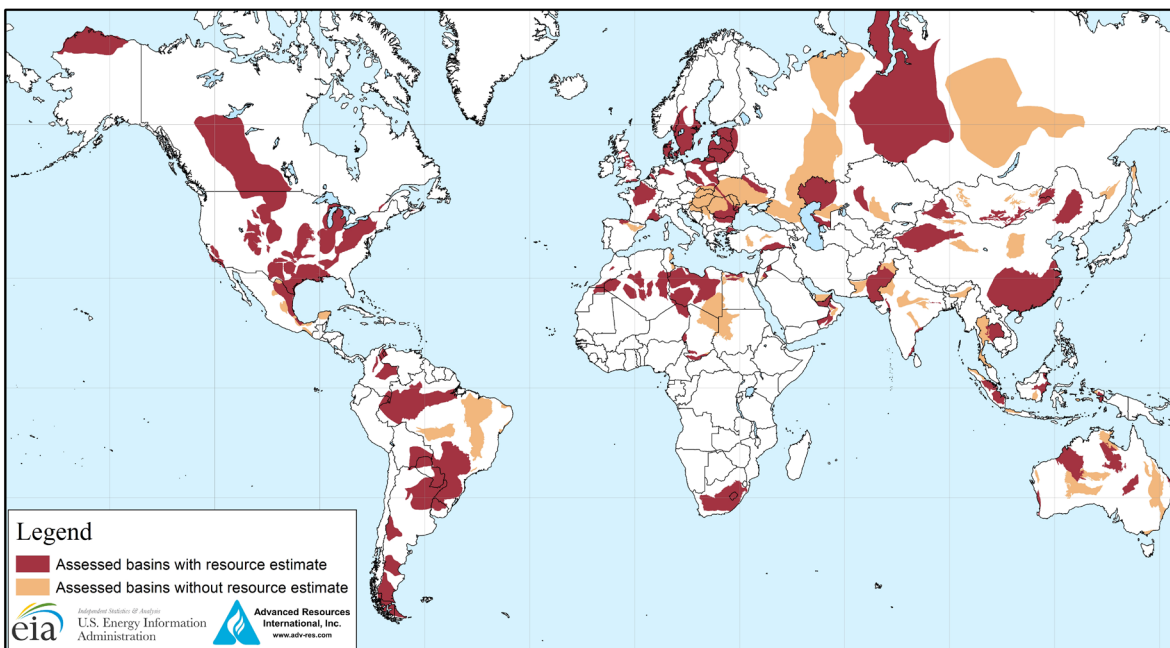 Legend
Assessed basins with resource estimate
Assessed basins without resource estimate
eia
Independent Statistics & Analysis
U.S. Energy Information
Administration
Advanced Resources
International, Inc.
www.adv-res.com